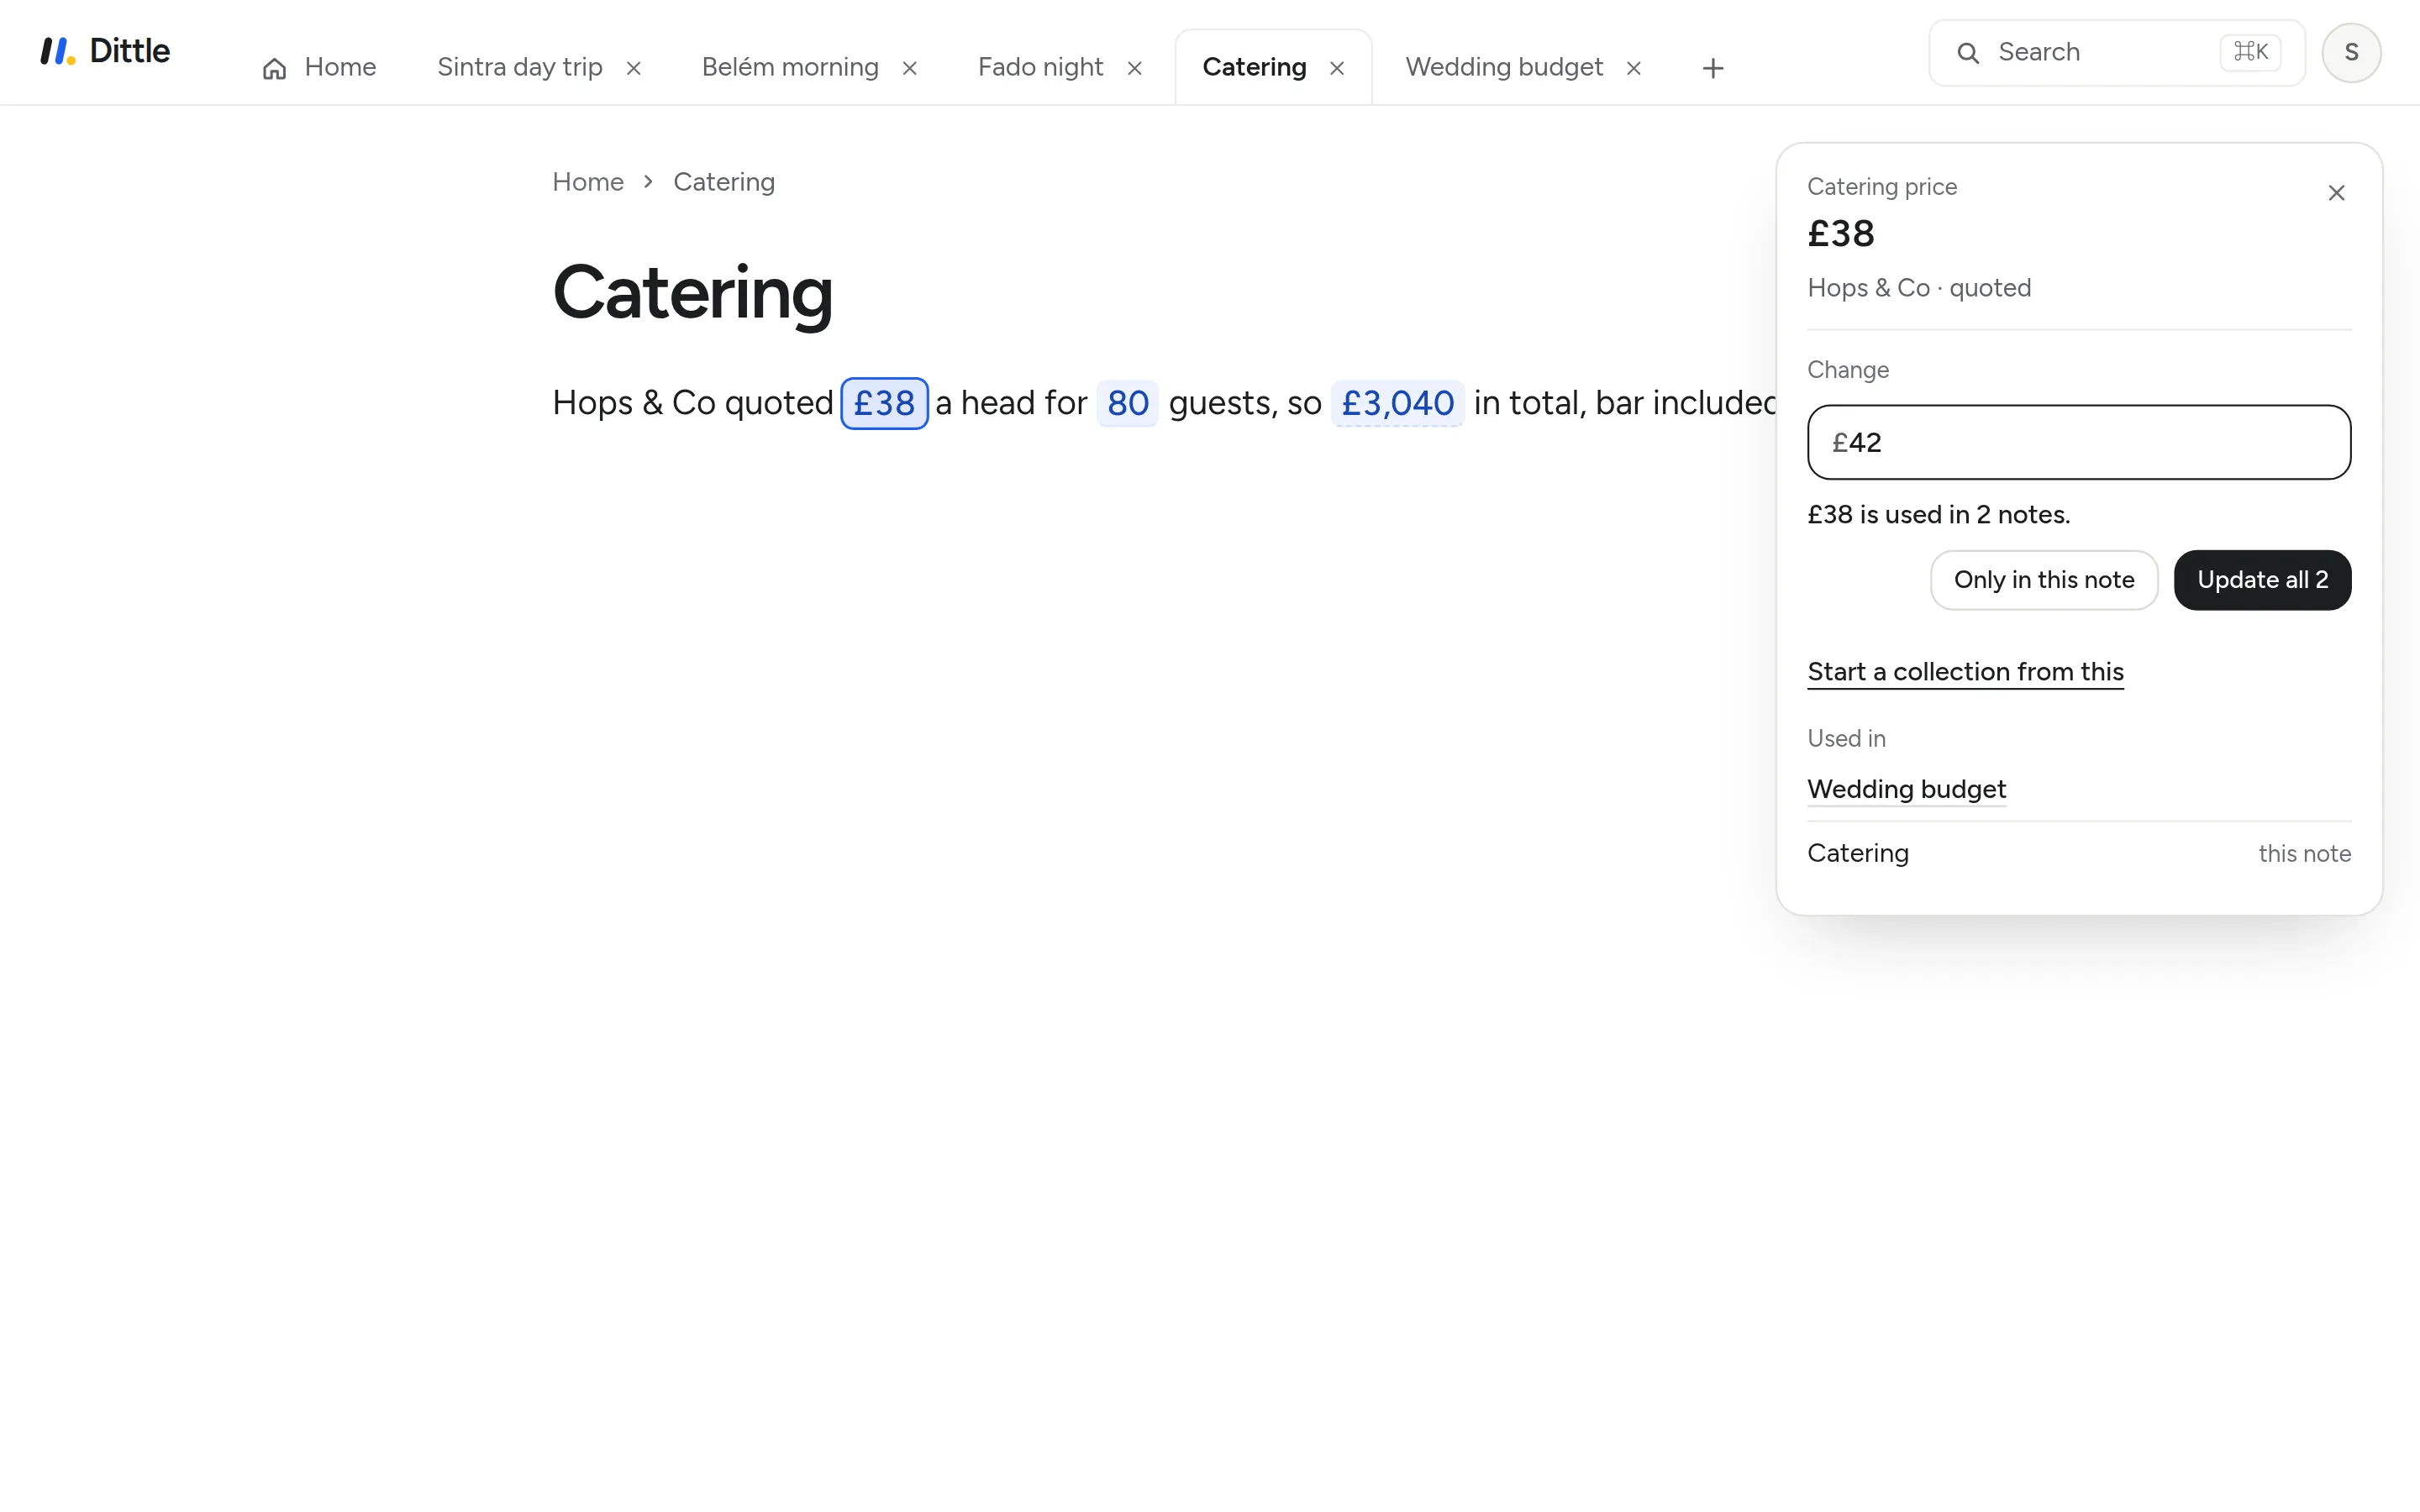 Dittle
Home
Sintra day trip
Belém morning
Fado night
Catering
Wedding budget
Search
⌘K
S
Home > Catering
Catering
Hops & Co quoted £38 a head for 80 guests, so £3,040 in total, bar included
Catering price
£38
Hops & Co · quoted
Change
£42
£38 is used in 2 notes.
Only in this note
Update all 2
Start a collection from this
Used in
Wedding budget
Catering
this note